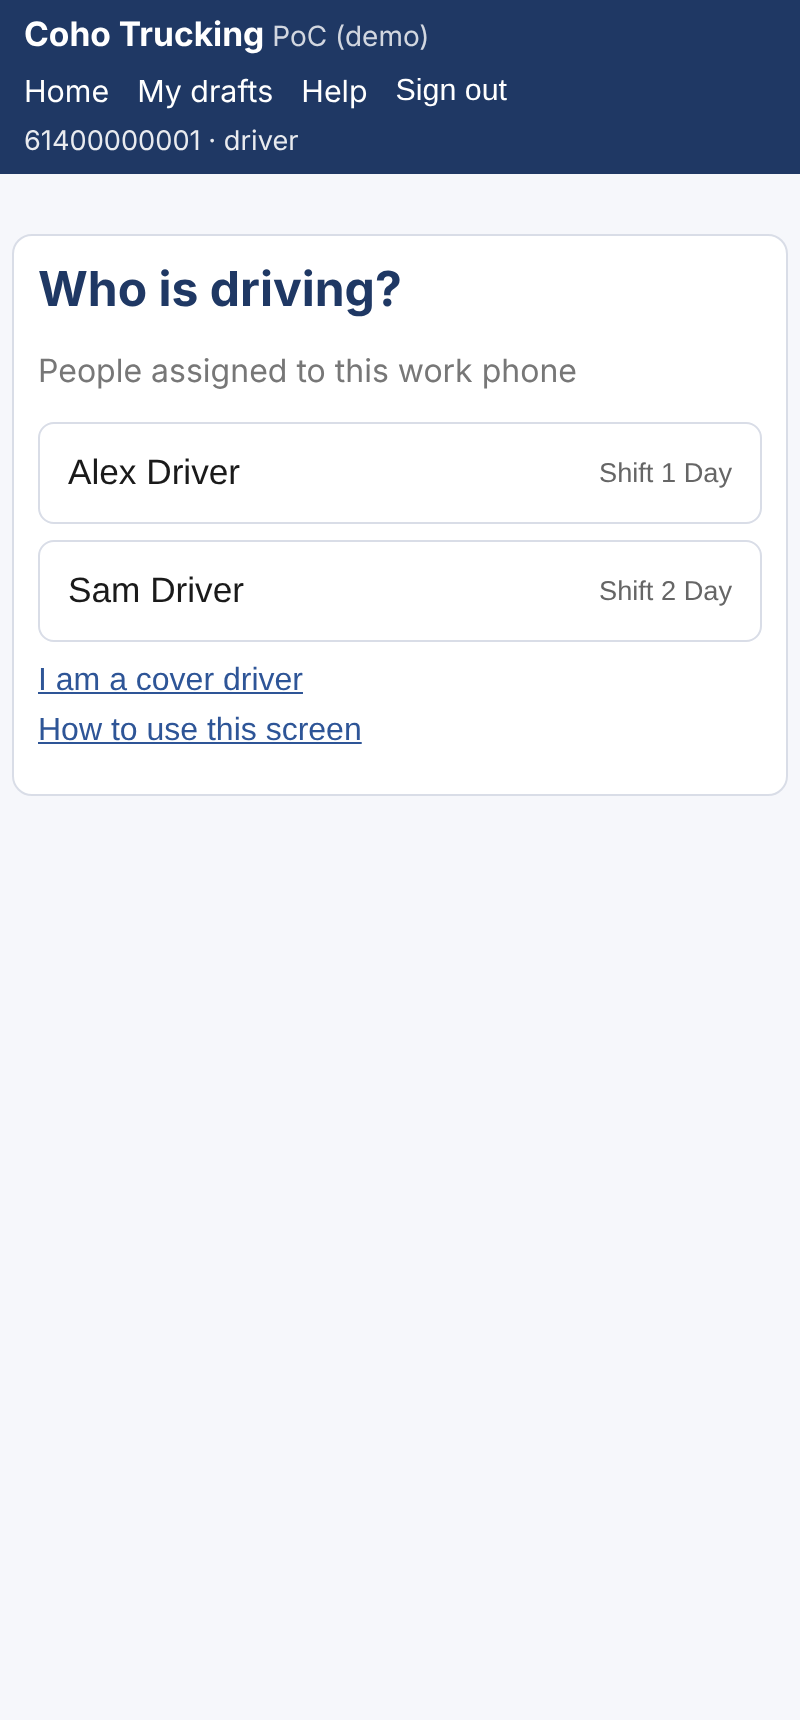 Coho Trucking PoC (demo)
Home My drafts Help Sign out
61400000001 · driver
Who is driving?
People assigned to this work phone
Alex Driver Shift 1 Day
Sam Driver Shift 2 Day
I am a cover driver
How to use this screen